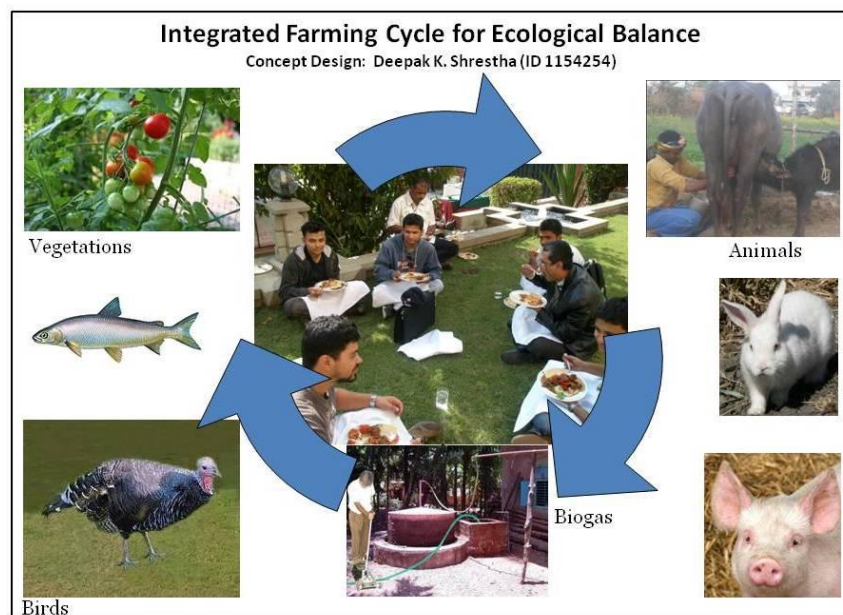 Integrated Farming Cycle for Ecological Balance
Concept Design: Deepak K. Shrestha (ID 1154254)
Vegetations
Animals
Biogas
Birds